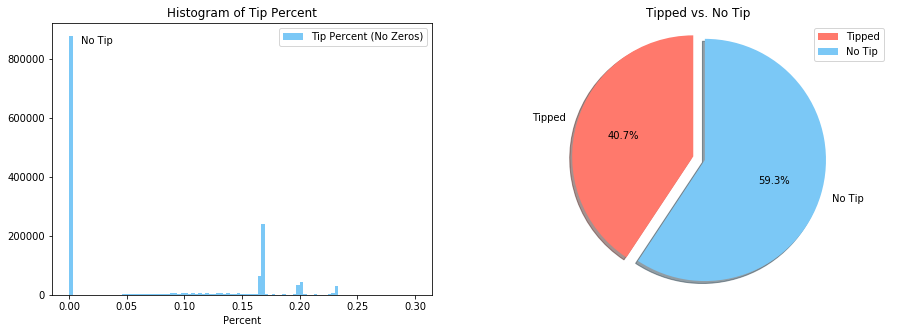 Histogram of Tip Percent
No Tip
Tip Percent (No Zeros)
800000
600000
400000
200000
0
0.00 0.05 0.10 0.15 0.20 0.25 0.30
Percent
Tipped vs. No Tip
Tipped
No Tip
Tipped
40.7%
59.3%
No Tip